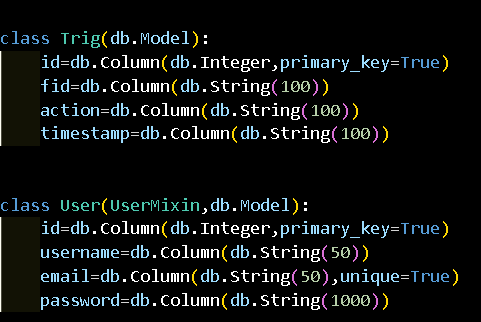 class Trig(db.Model):
    id=db.Column(db.Integer,primary_key=True)
    fid=db.Column(db.String(100))
    action=db.Column(db.String(100))
    timestamp=db.Column(db.String(100))
class User(UserMixin,db.Model):
    id=db.Column(db.Integer,primary_key=True)
    username=db.Column(db.String(50))
    email=db.Column(db.String(50),unique=True)
    password=db.Column(db.String(1000))